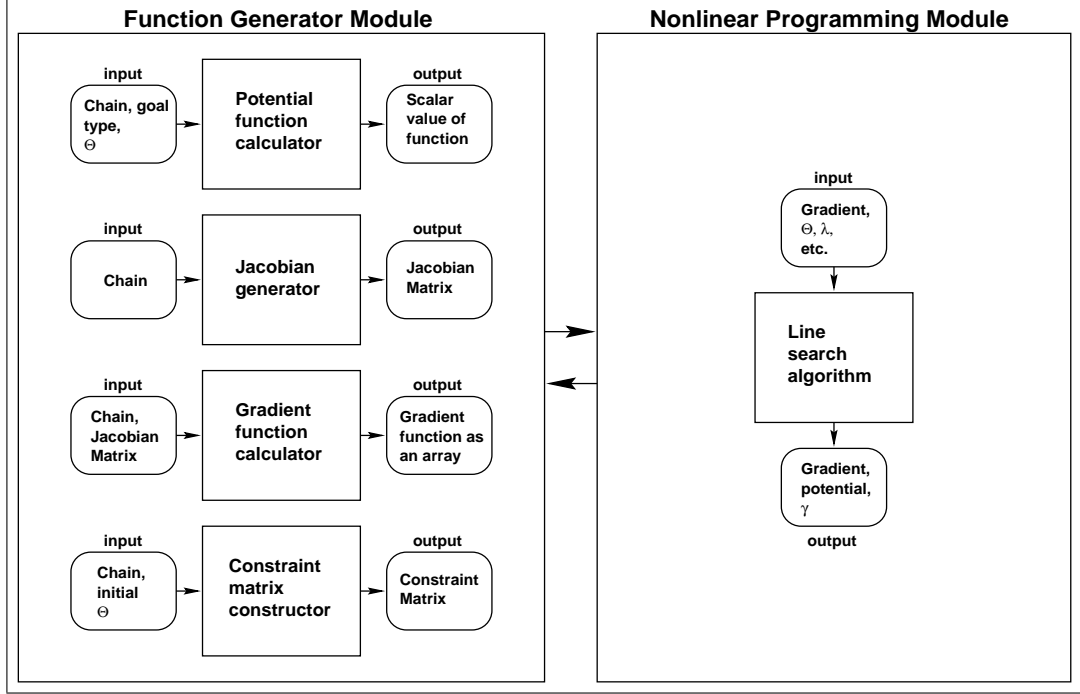 Function Generator Module
Nonlinear Programming Module
input
output
Chain, goal
type,
Θ
Potential
function
calculator
Scalar
value of
function
input
output
Chain
Jacobian
generator
Jacobian
Matrix
input
output
Chain,
Jacobian
Matrix
Gradient
function
calculator
Gradient
function as
an array
input
output
Chain,
initial
Θ
Constraint
matrix
constructor
Constraint
Matrix
input
Gradient,
Θ, λ,
etc.
Line
search
algorithm
Gradient,
potential,
γ
output